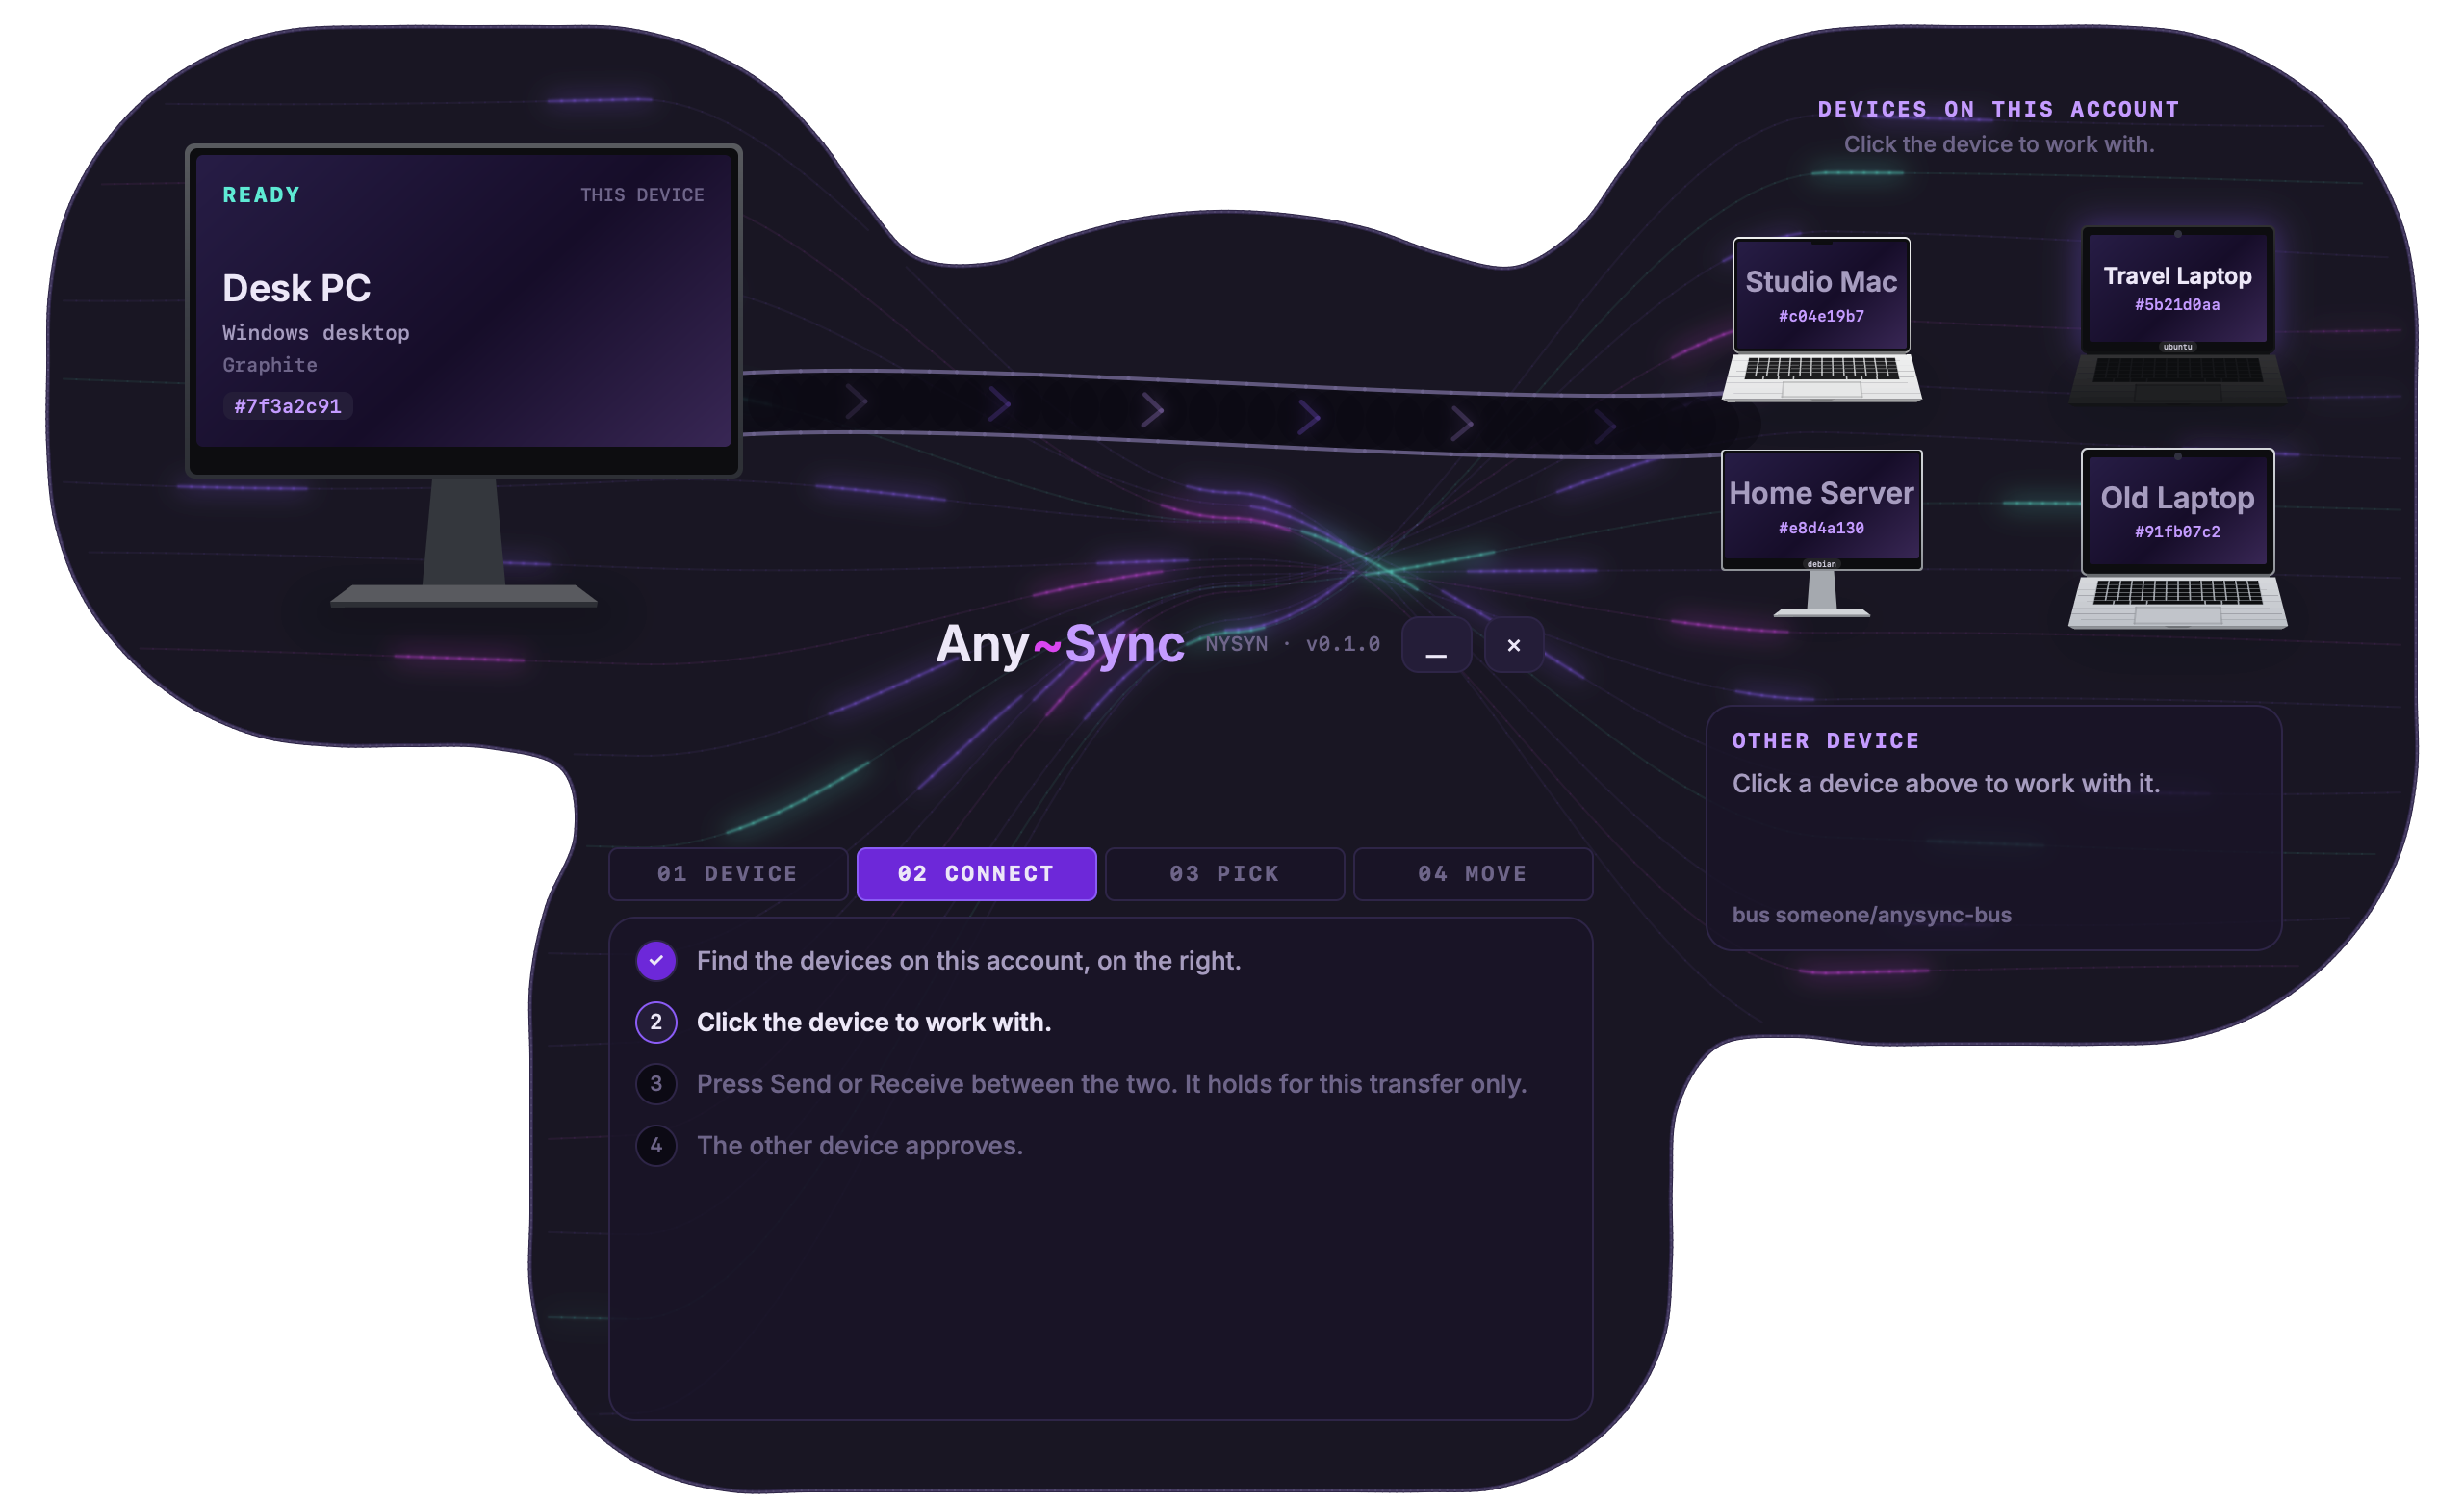 READY
THIS DEVICE
Desk PC
Windows desktop
Graphite
#7f3a2c91
DEVICES ON THIS ACCOUNT
Click the device to work with.
Studio Mac
#c04e19b7
Travel Laptop
#5b21d0aa
ubuntu
Home Server
#e8d4a130
debian
Old Laptop
#91fb07c2
Any~Sync NYSYN · v0.1.0
OTHER DEVICE
Click a device above to work with it.
bus someone/anysync-bus
01 DEVICE
02 CONNECT
03 PICK
04 MOVE
Find the devices on this account, on the right.
2 Click the device to work with.
3 Press Send or Receive between the two. It holds for this transfer only.
4 The other device approves.